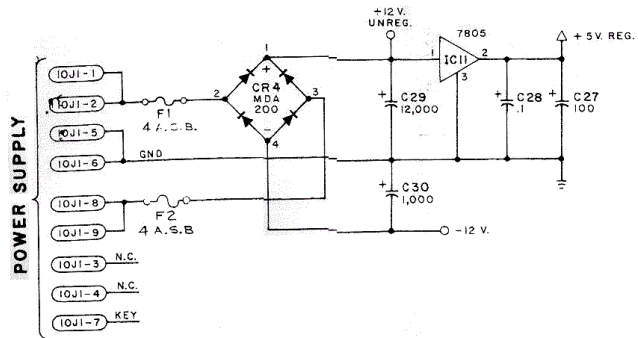 POWER SUPPLY
10J1-1
10J1-2
10J1-5
10J1-6
10J1-8
10J1-9
10J1-3
10J1-4
10J1-7
N.C.
N.C.
KEY
F1
4 A.S.B.
GND
F2
4 A.S.B
1
2
3
4
+
CR4
MDA
200
−
+12V.
UNREG.
+
C29
12,000
+
C30
1,000
−12 V.
7805
1
IC11
2
3
+
C28
.1
+
C27
100
+5V. REG.